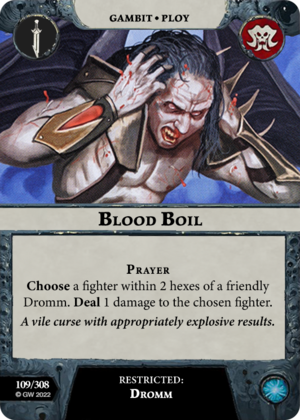 GAMBIT • PLOY
BLOOD BOIL
PRAYER
Choose a fighter within 2 hexes of a friendly
Dromm. Deal 1 damage to the chosen fighter.
A vile curse with appropriately explosive results.
109/308
© GW 2022
RESTRICTED:
DROMM